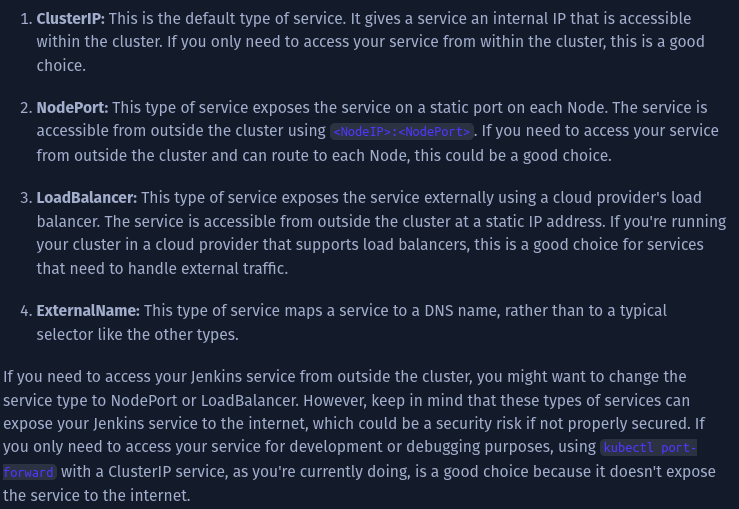 1. ClusterIP: This is the default type of service. It gives a service an internal IP that is accessible
within the cluster. If you only need to access your service from within the cluster, this is a good
choice.
2. NodePort: This type of service exposes the service on a static port on each Node. The service is
accessible from outside the cluster using <NodeIP>:<NodePort>. If you need to access your service
from outside the cluster and can route to each Node, this could be a good choice.
3. LoadBalancer: This type of service exposes the service externally using a cloud provider's load
balancer. The service is accessible from outside the cluster at a static IP address. If you're running
your cluster in a cloud provider that supports load balancers, this is a good choice for services
that need to handle external traffic.
4. ExternalName: This type of service maps a service to a DNS name, rather than to a typical
selector like the other types.
If you need to access your Jenkins service from outside the cluster, you might want to change the
service type to NodePort or LoadBalancer. However, keep in mind that these types of services can
expose your Jenkins service to the internet, which could be a security risk if not properly secured. If
you only need to access your service for development or debugging purposes, using kubectl port-
forward with a ClusterIP service, as you're currently doing, is a good choice because it doesn't expose
the service to the internet.